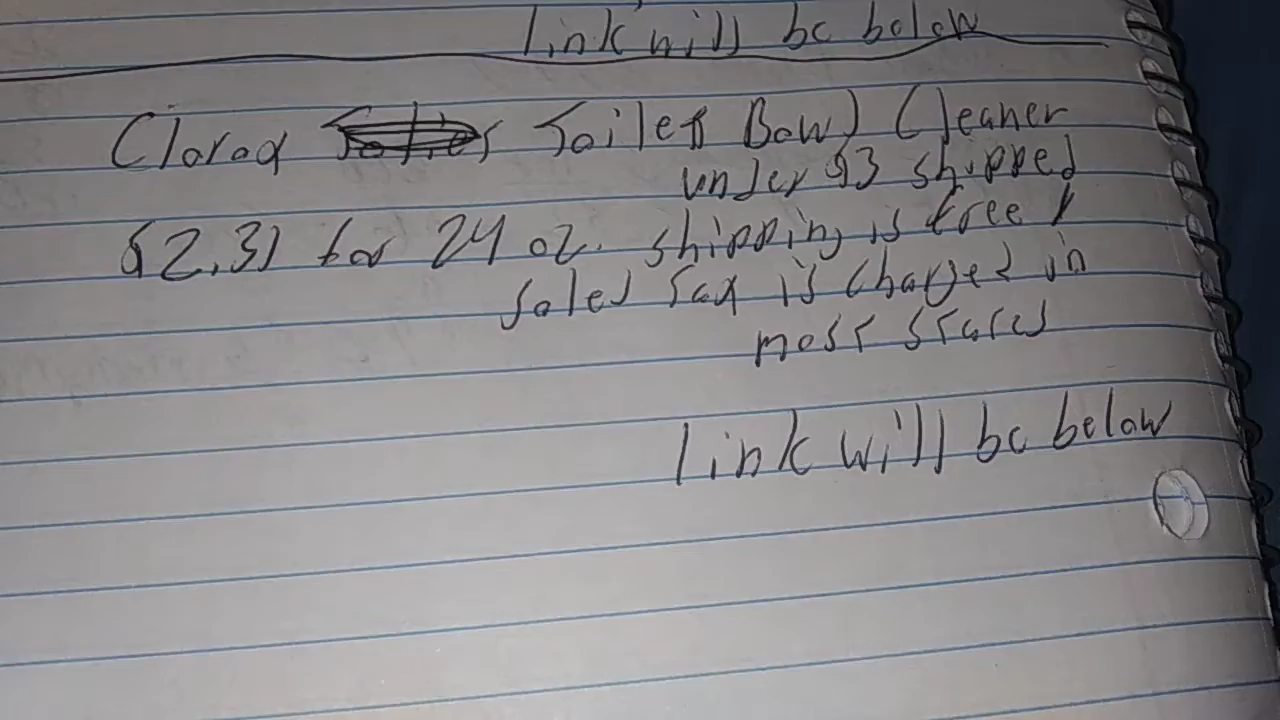 link will be below
Clorox Toilet Bowl Cleaner
under $3 shipped
$2.31 for 24 oz. shipping is free &
sales tax is charged in
most states
link will be below